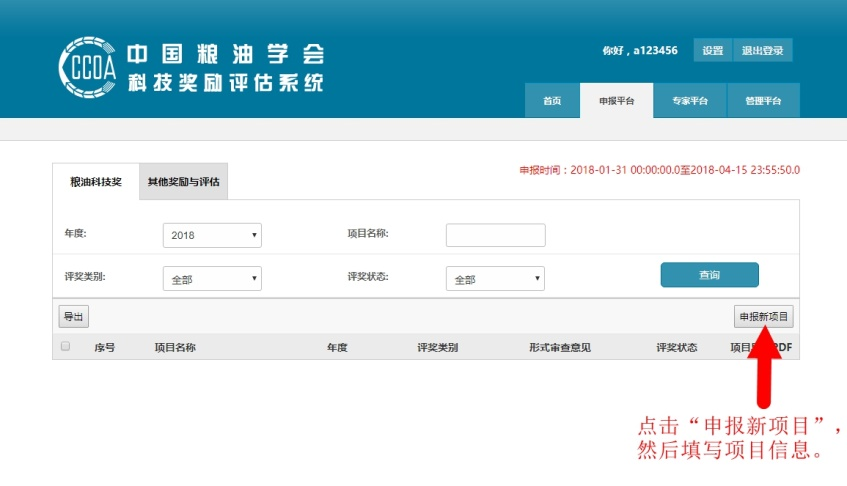 CCOA
中国粮油学会
科技奖励评估系统
你好，a123456
设置
退出登录
首页
申报平台
专家平台
管理平台
粮油科技奖
其他奖励与评估
申报时间：2018-01-31 00:00:00.0至2018-04-15 23:55:50.0
年度:
2018
项目名称:
评奖类别:
全部
评奖状态:
全部
查询
导出
申报新项目
序号
项目名称
年度
评奖类别
形式审查意见
评奖状态
点击“申报新项目”，
然后填写项目信息。